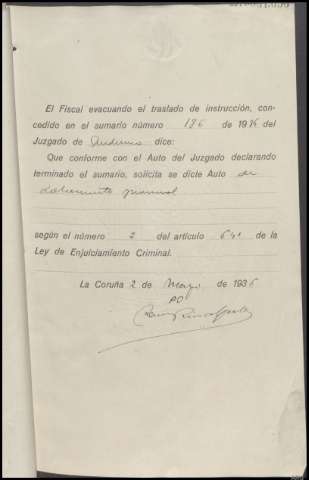 El Fiscal evacuando el traslado de instrucción, con-
cedido en el sumario número 186 de 1936 del
Juzgado de dice:
Que conforme con el Auto del Juzgado declarando
terminado el sumario, solicita se dicte Auto de
según el número 2 del artículo 641 de la
Ley de Enjuiciamiento Criminal.
La Coruña 2 de Mayo de 1936
PO